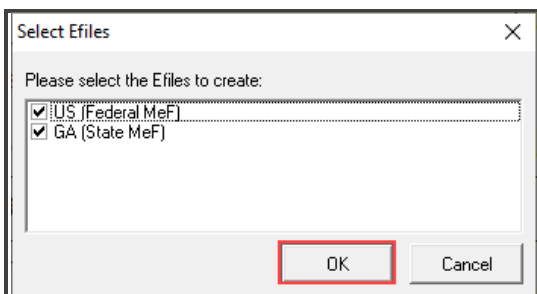 Select Efiles
Please select the Efiles to create:
US (Federal MeF)
GA (State MeF)
OK
Cancel